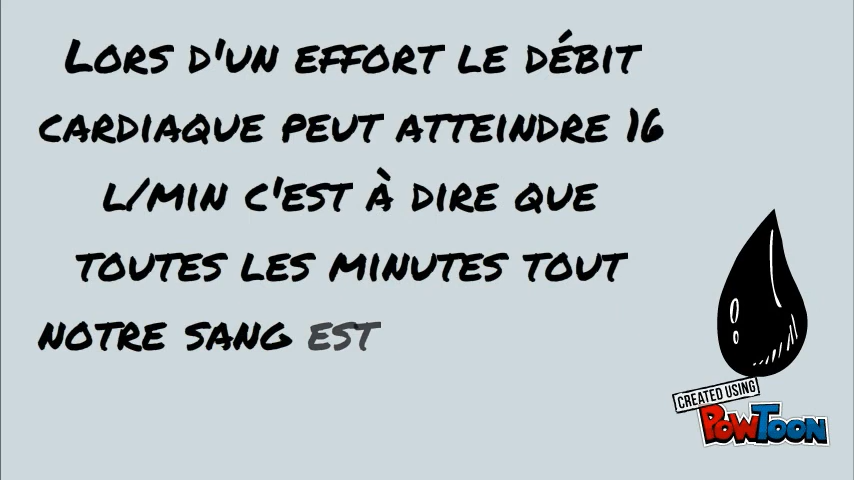 Lors d'un effort le débit
cardiaque peut atteindre 16
l/min c'est à dire que
toutes les minutes tout
notre sang est
CREATED USING
POWTOON